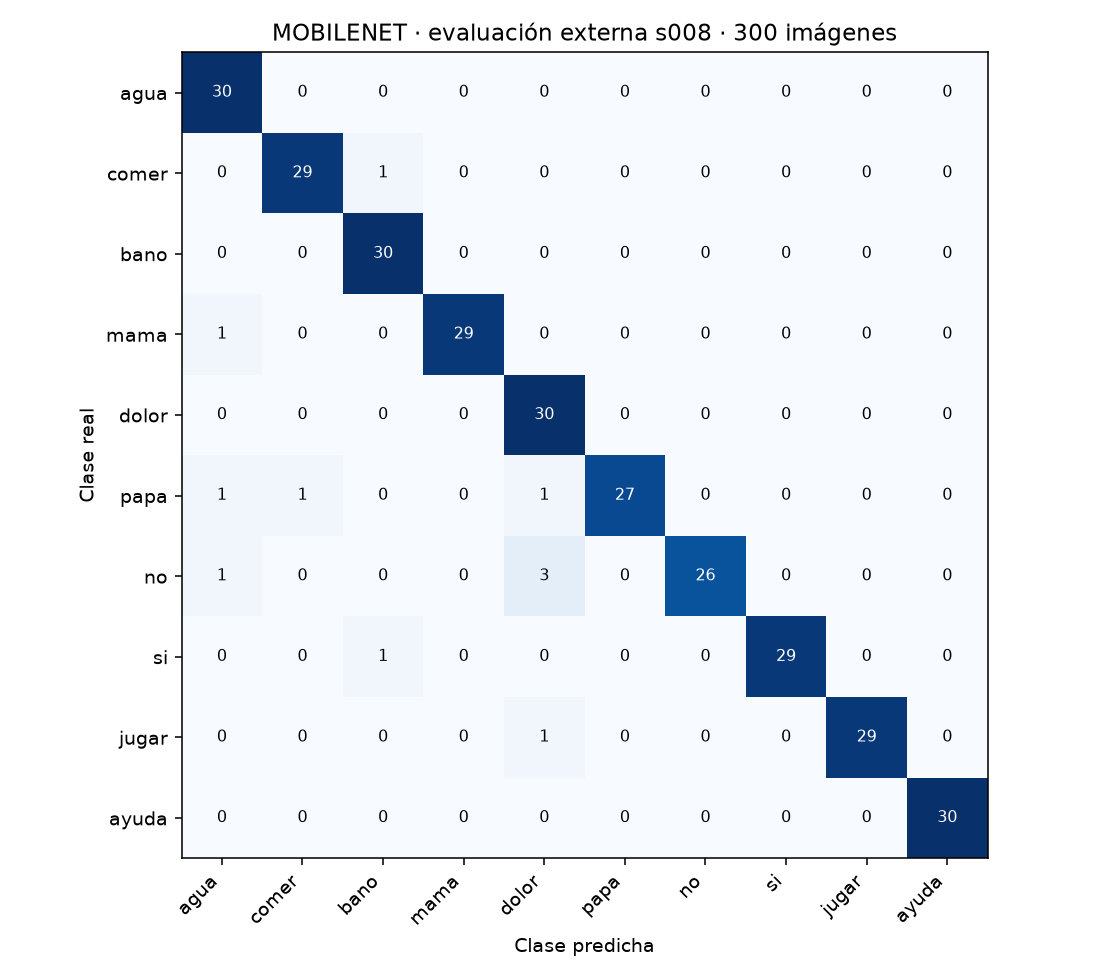 MOBILENET · evaluación externa s008 · 300 imágenes
agua 30 0 0 0 0 0 0 0 0 0
comer 0 29 1 0 0 0 0 0 0 0
bano 0 0 30 0 0 0 0 0 0 0
mama 1 0 0 29 0 0 0 0 0 0
dolor 0 0 0 0 30 0 0 0 0 0
papa 1 1 0 0 1 27 0 0 0 0
no 1 0 0 0 3 0 26 0 0 0
si 0 0 1 0 0 0 0 29 0 0
jugar 0 0 0 0 1 0 0 0 29 0
ayuda 0 0 0 0 0 0 0 0 0 30
Clase real
agua comer bano mama dolor papa no si jugar ayuda
Clase predicha